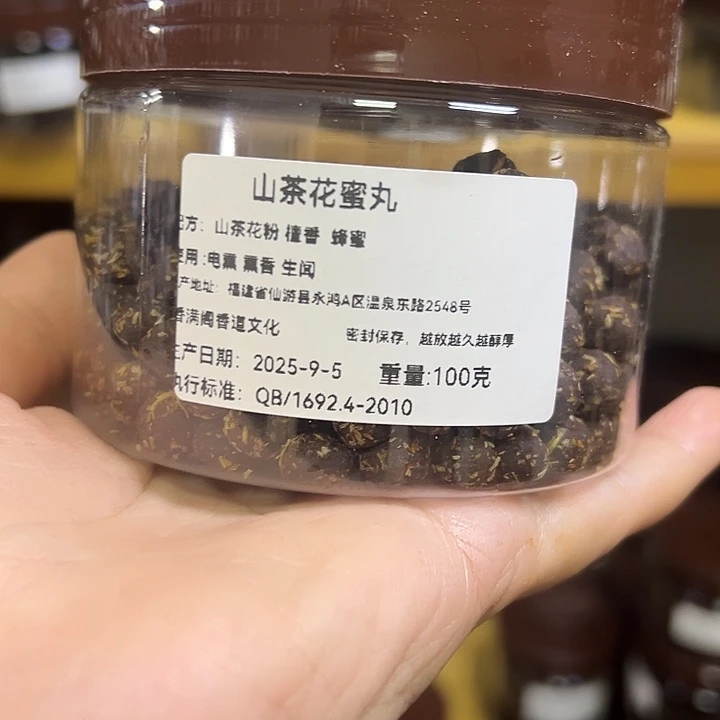 山茶花蜜丸
配方：山茶花粉 檀香 蜂蜜
使用:电熏 熏香 生闻
产地址：福建省仙游县永鸿A区温泉东路2548号
香满阁香道文化 密封保存，越放越久越醇厚
生产日期：2025-9-5 重量:100克
执行标准：QB/1692.4-2010